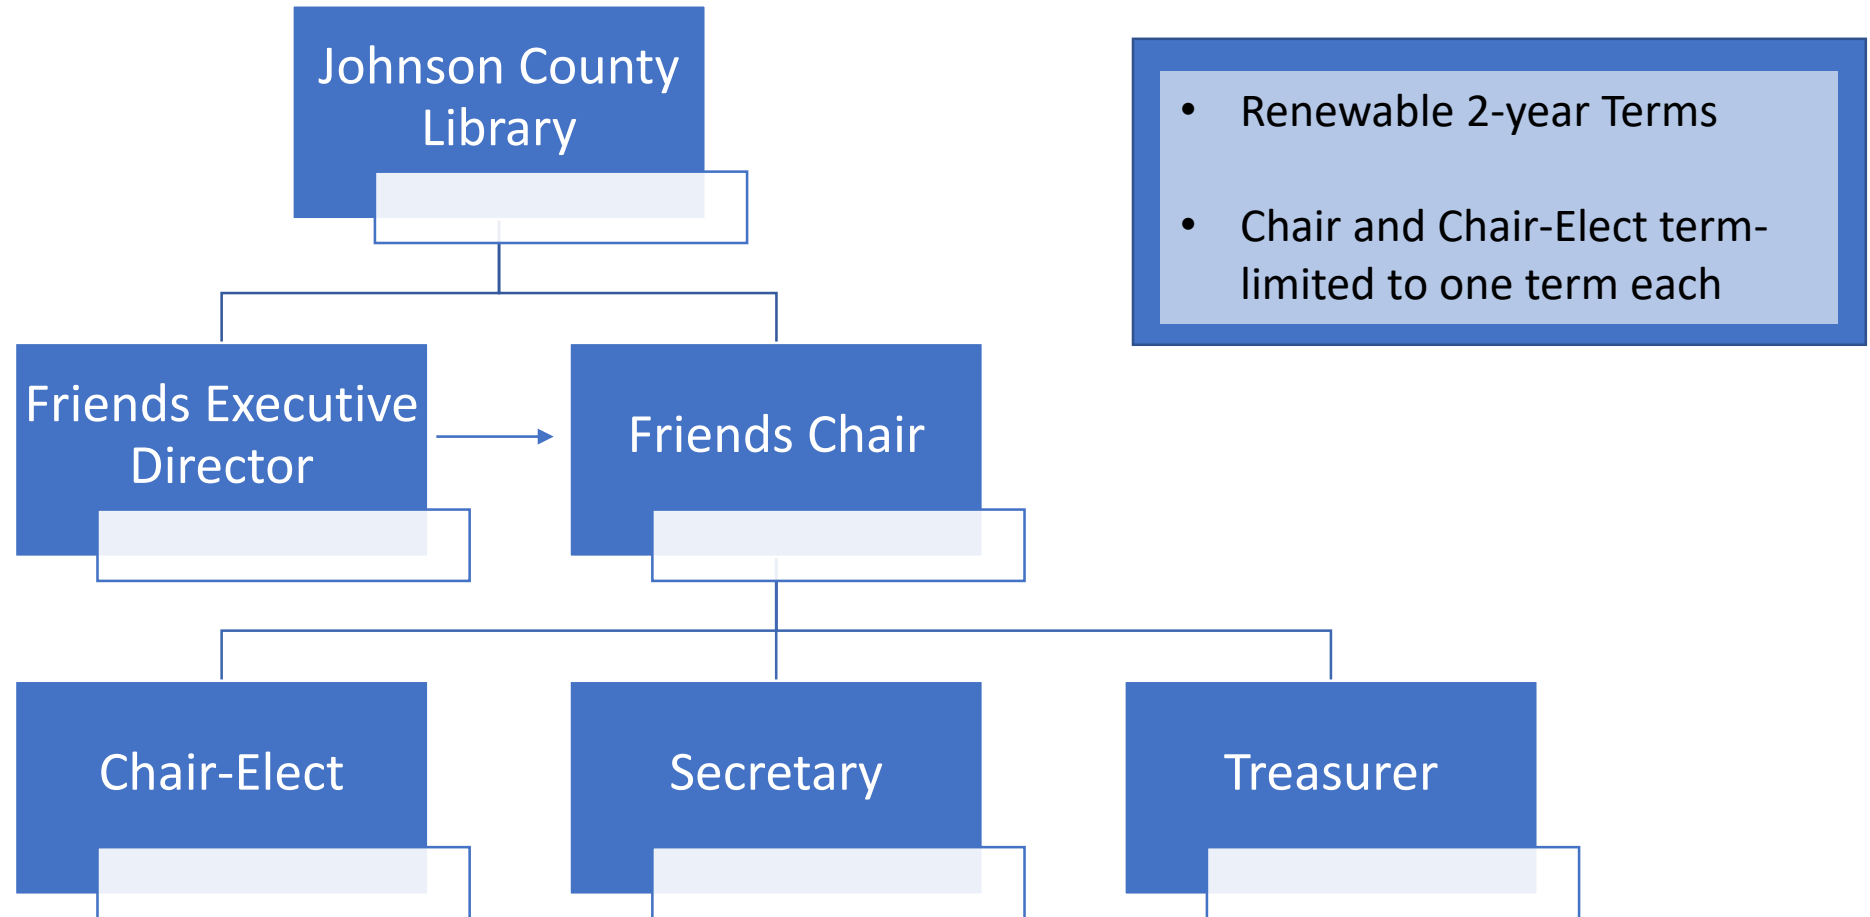 Johnson County
Library
• Renewable 2-year Terms
• Chair and Chair-Elect term-
limited to one term each
Friends Executive
Director
Friends Chair
Chair-Elect
Secretary
Treasurer